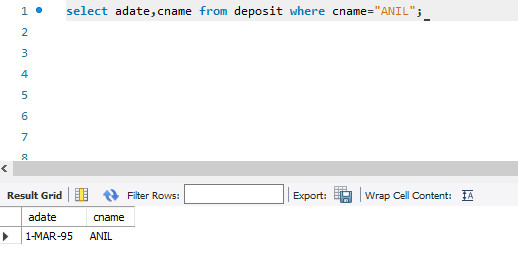 1 select adate,cname from deposit where cname="ANIL";
2
3
4
5
6
7
8
Result Grid Filter Rows: Export: Wrap Cell Content:
adate cname
1-MAR-95 ANIL